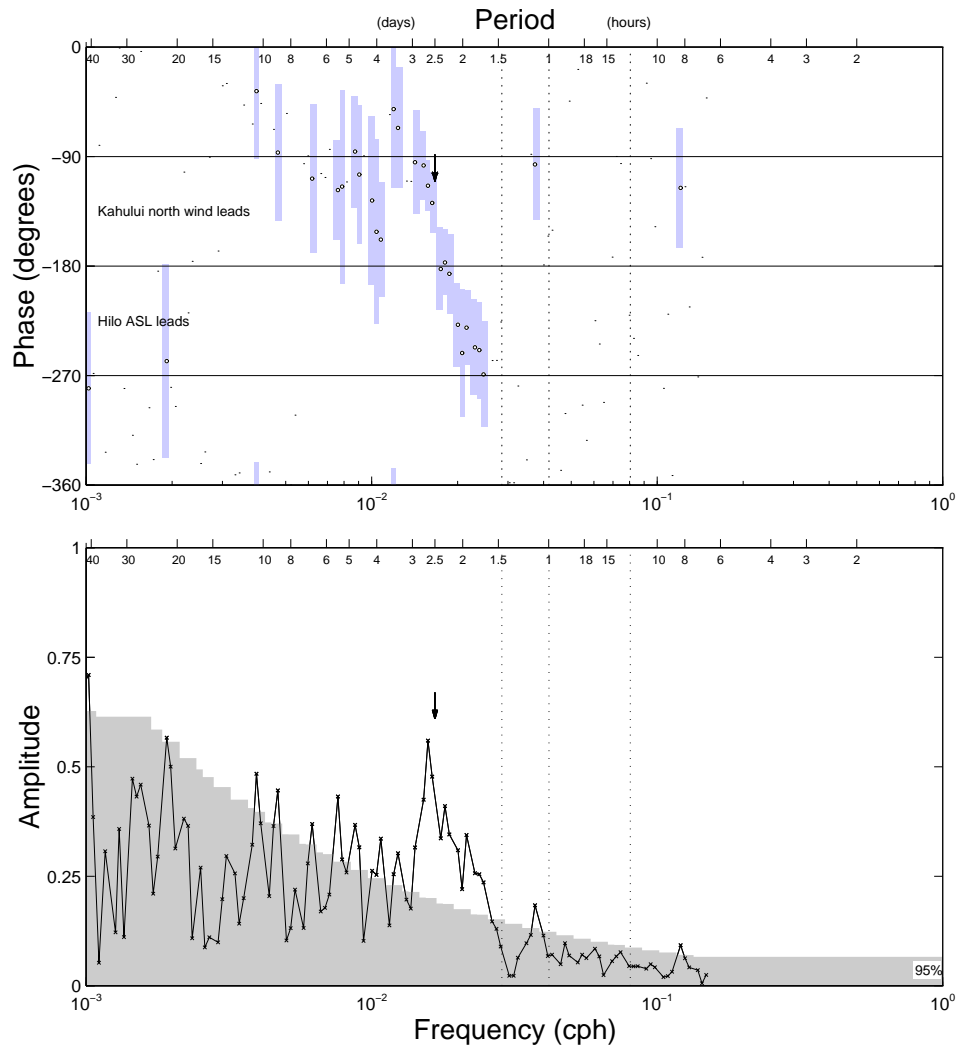 Period
(days) (hours)
40 30 20 15 10 8 6 5 4 3 2.5 2 1.5 1 18 15 10 8 6 4 3 2
0
−90
−180
−270
−360
Phase (degrees)
Kahului north wind leads
Hilo ASL leads
10−3 10−2 10−1 100
40 30 20 15 10 8 6 5 4 3 2.5 2 1.5 1 18 15 10 8 6 4 3 2
1
0.75
0.5
0.25
0
Amplitude
95%
10−3 10−2 10−1 100
Frequency (cph)